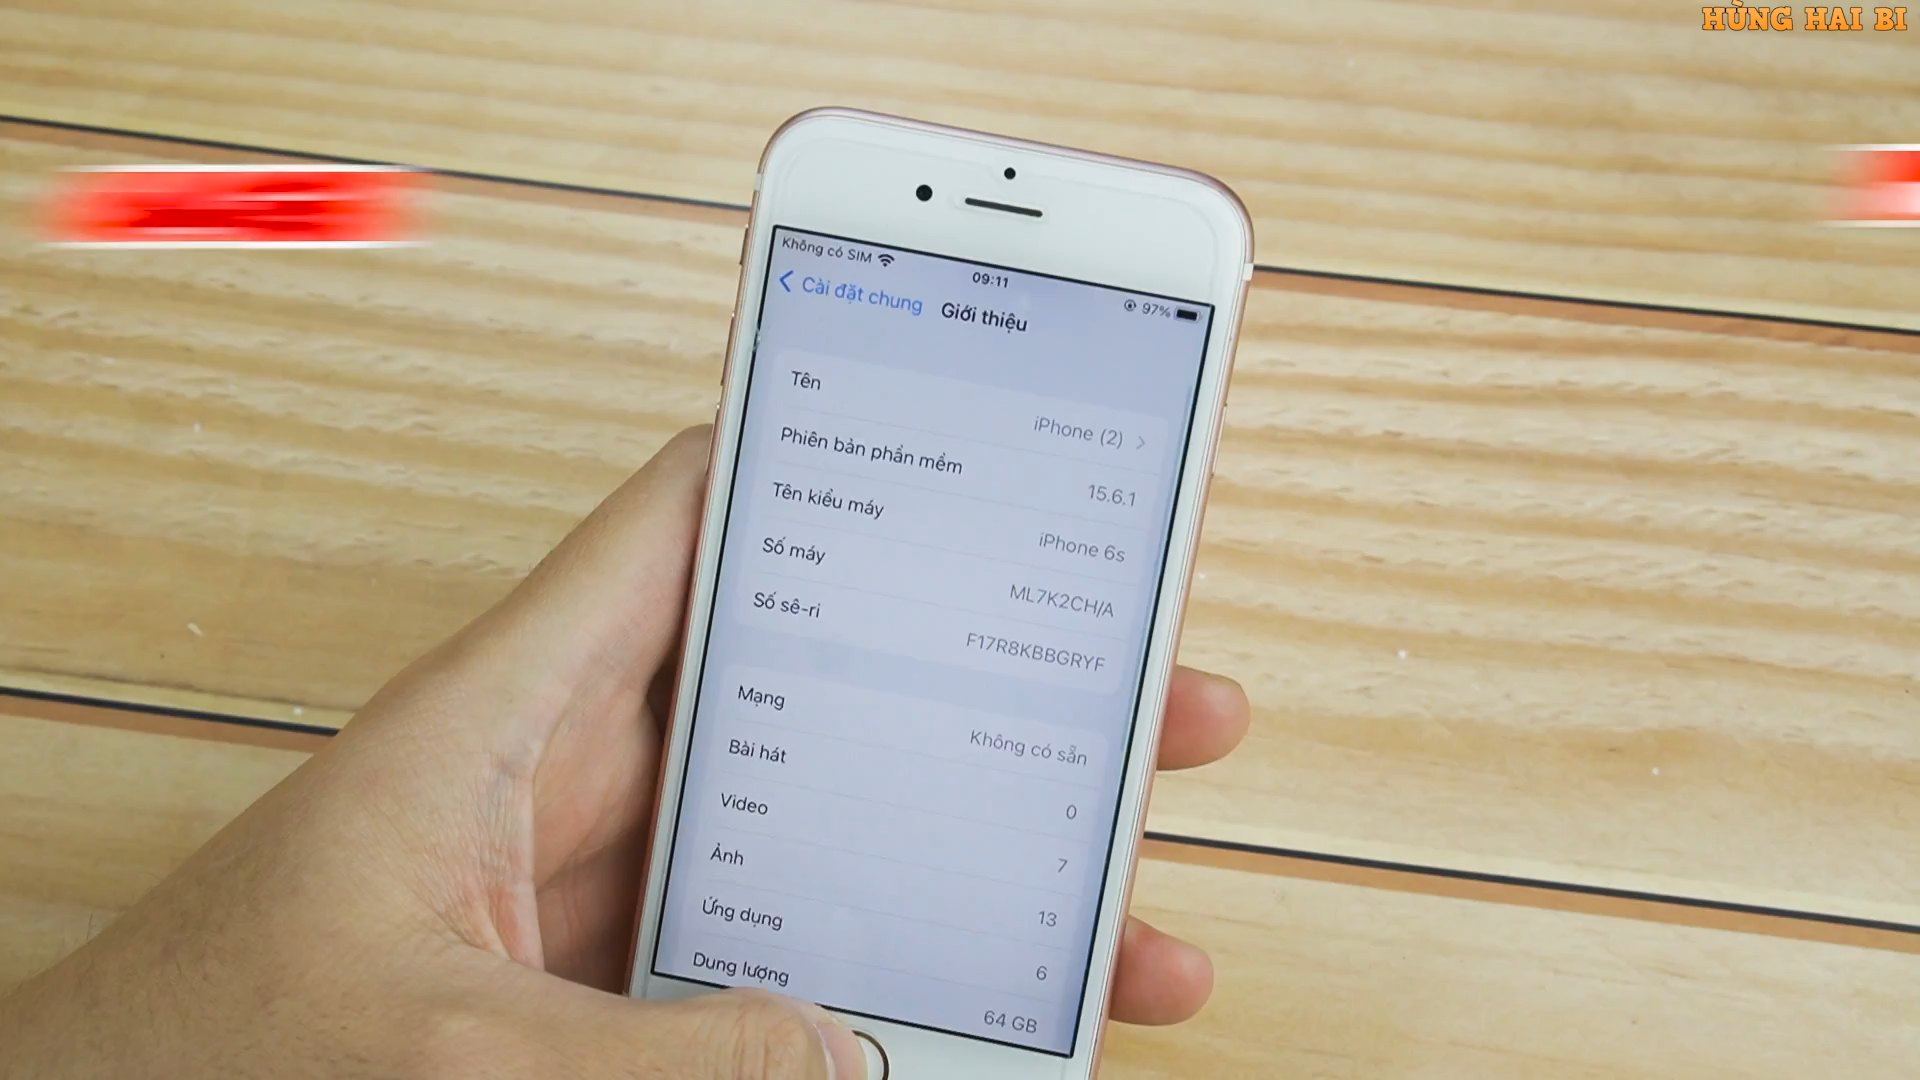 HÙNG HAI BI
Không có SIM
09:11
97%
Cài đặt chung
Giới thiệu
Tên
iPhone (2)
Phiên bản phần mềm
15.6.1
Tên kiểu máy
iPhone 6s
Số máy
ML7K2CH/A
Số sê-ri
F17R8KBBGRYF
Mạng
Không có sẵn
Bài hát
0
Video
7
Ảnh
13
Ứng dụng
6
Dung lượng
64 GB